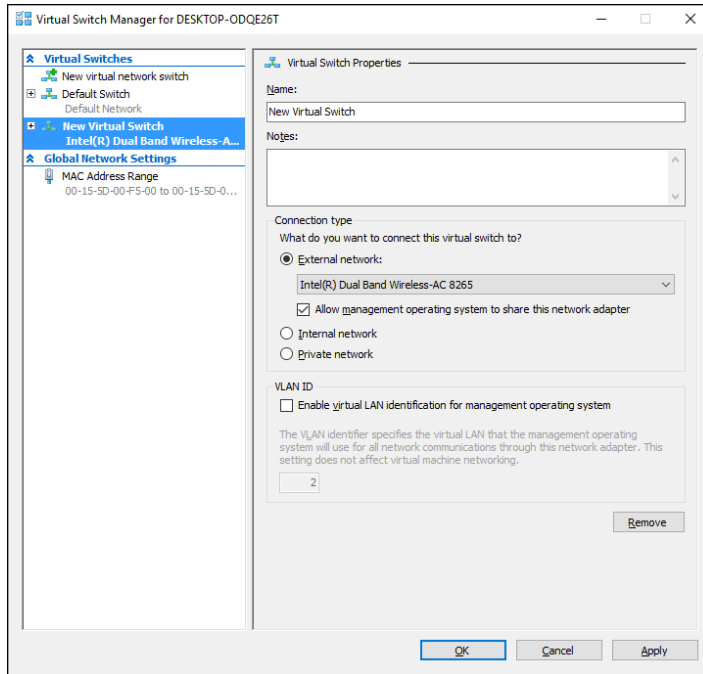 Virtual Switch Manager for DESKTOP-ODQE26T
Virtual Switches
New virtual network switch
Default Switch
Default Network
New Virtual Switch
Intel(R) Dual Band Wireless-A...
Global Network Settings
MAC Address Range
00-15-5D-00-F5-00 to 00-15-5D-0...
Virtual Switch Properties
Name:
New Virtual Switch
Notes:
Connection type
What do you want to connect this virtual switch to?
External network:
Intel(R) Dual Band Wireless-AC 8265
Allow management operating system to share this network adapter
Internal network
Private network
VLAN ID
Enable virtual LAN identification for management operating system
The VLAN identifier specifies the virtual LAN that the management operating
system will use for all network communications through this network adapter. This
setting does not affect virtual machine networking.
2
Remove
OK
Cancel
Apply